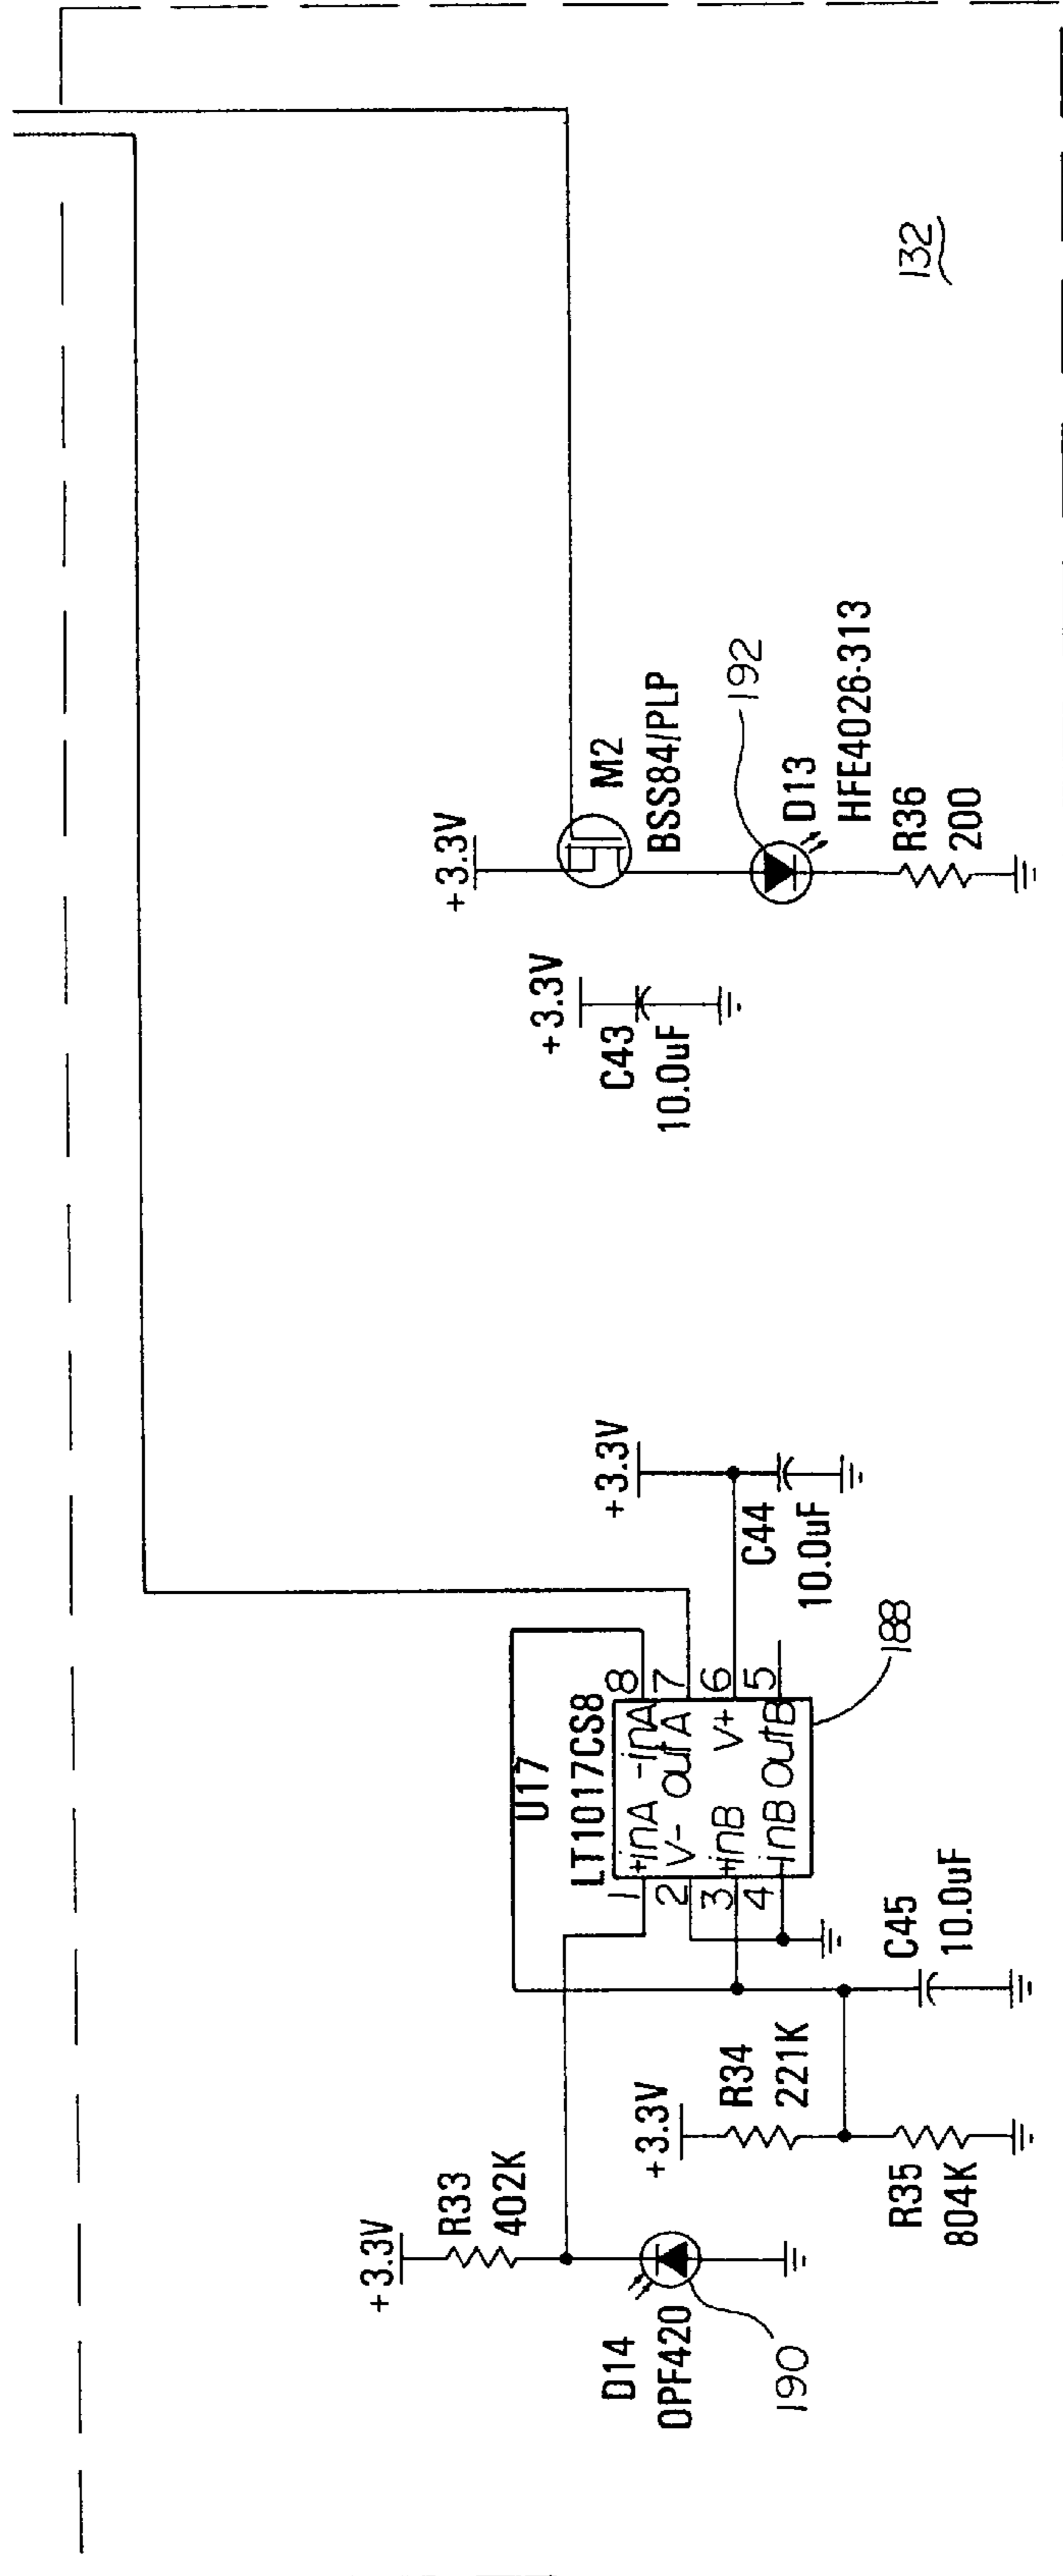 +3.3V
R33
402K
D14
OPF420
190
+3.3V
R34
221K
R35
804K
C45
10.0uF
U17
LT1017CS8
1 +inA -inA 8
2 V- outA 7
3 +inB V+ 6
4 -inB outB 5
188
+3.3V
C44
10.0uF
+3.3V
C43
10.0uF
+3.3V
M2
BSS84/PLP
192
D13
HFE4026-313
R36
200
132